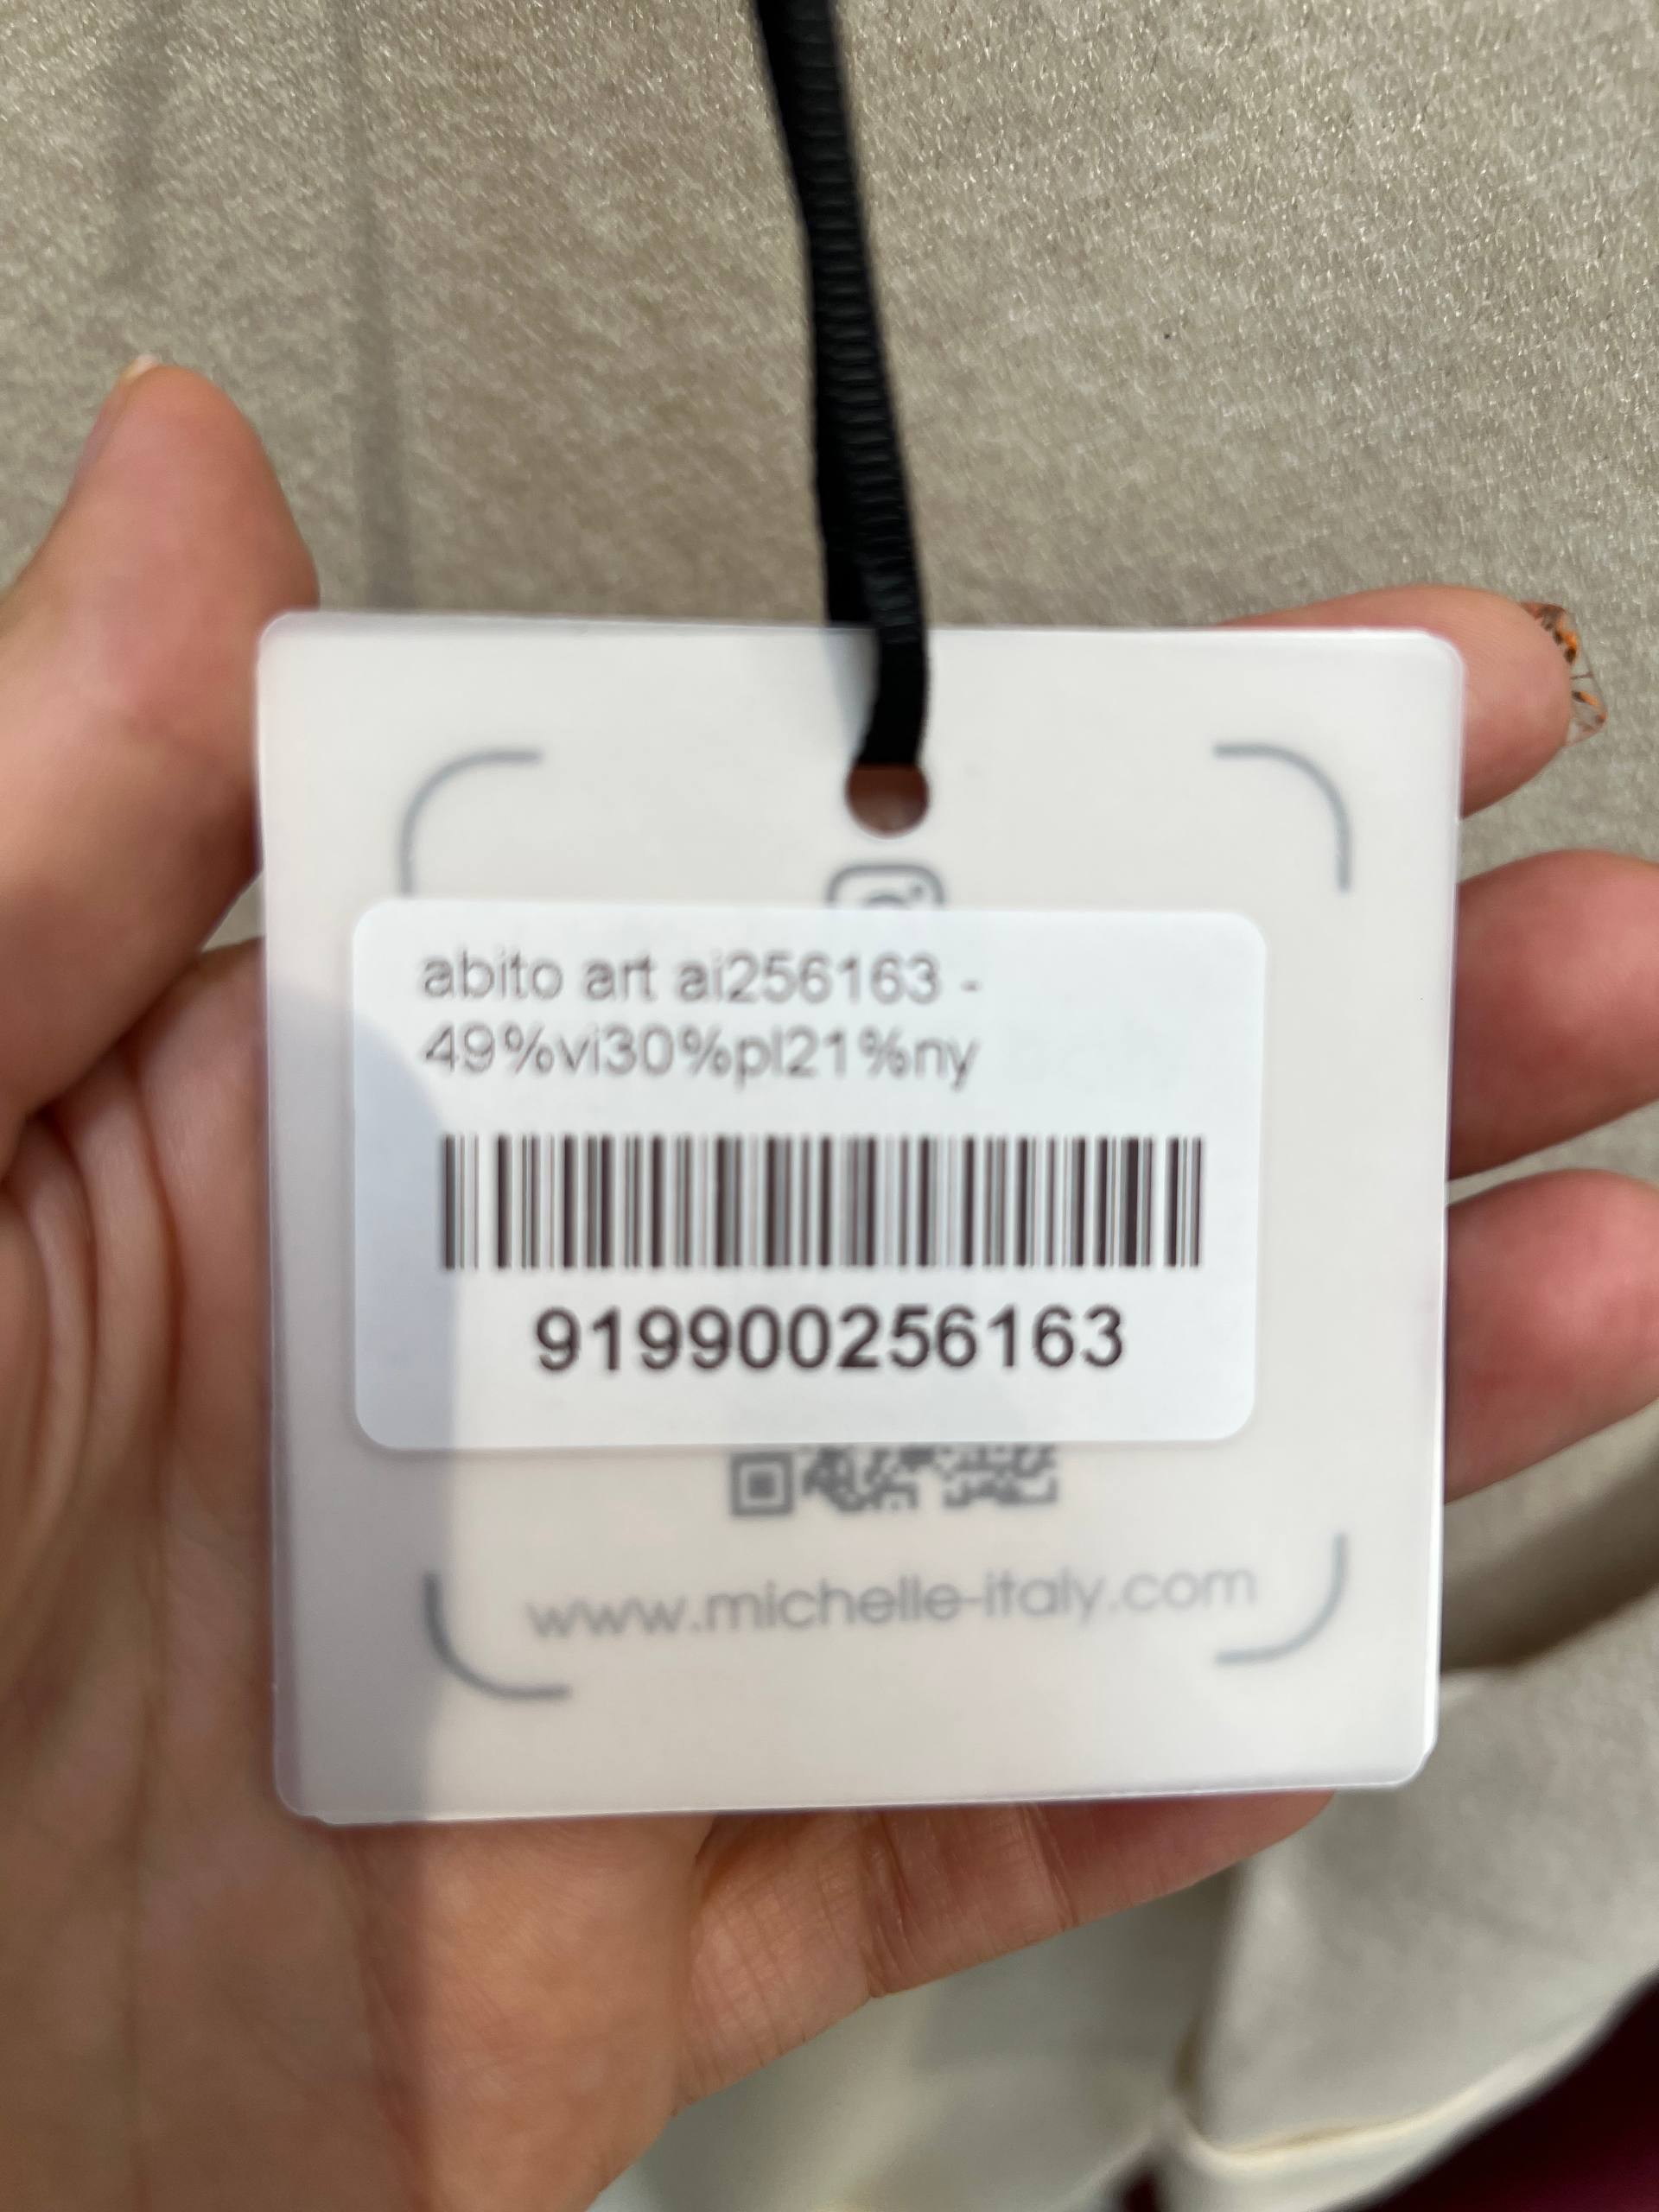 abito art ai256163 -
49%vi30%pl21%ny
919900256163
www.michelle-italy.com